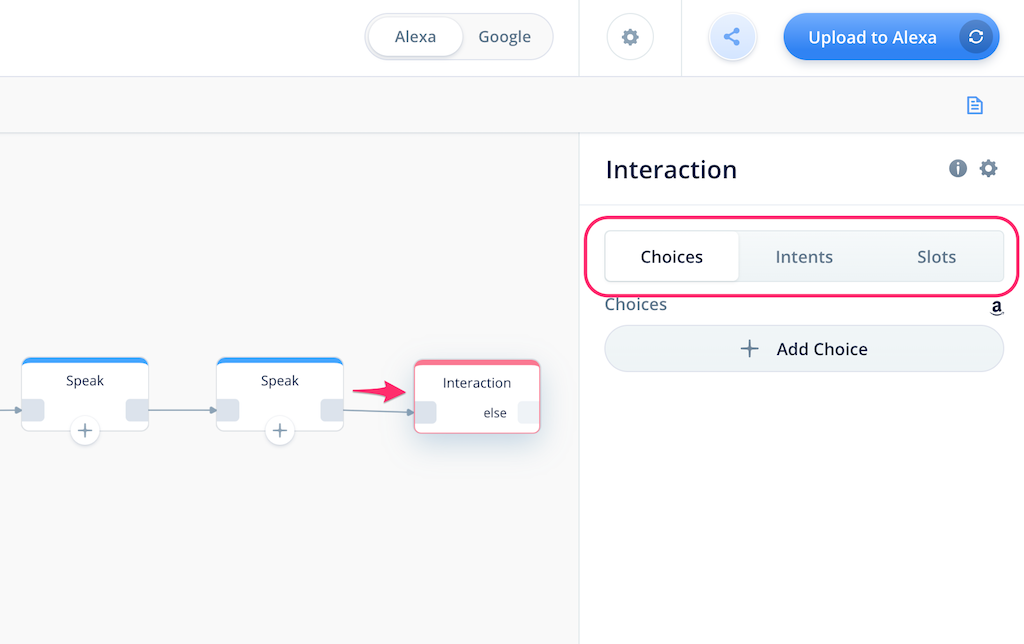 Alexa
Google
Upload to Alexa
Interaction
Choices
Intents
Slots
Choices
a
Add Choice
Speak
Speak
Interaction
else